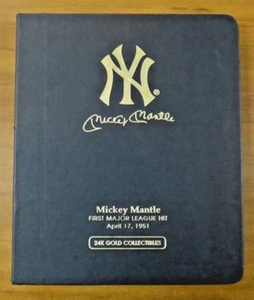 NY®
Mickey Mantle
Mickey Mantle
FIRST MAJOR LEAGUE HIT
April 17, 1951
24K GOLD COLLECTIBLES